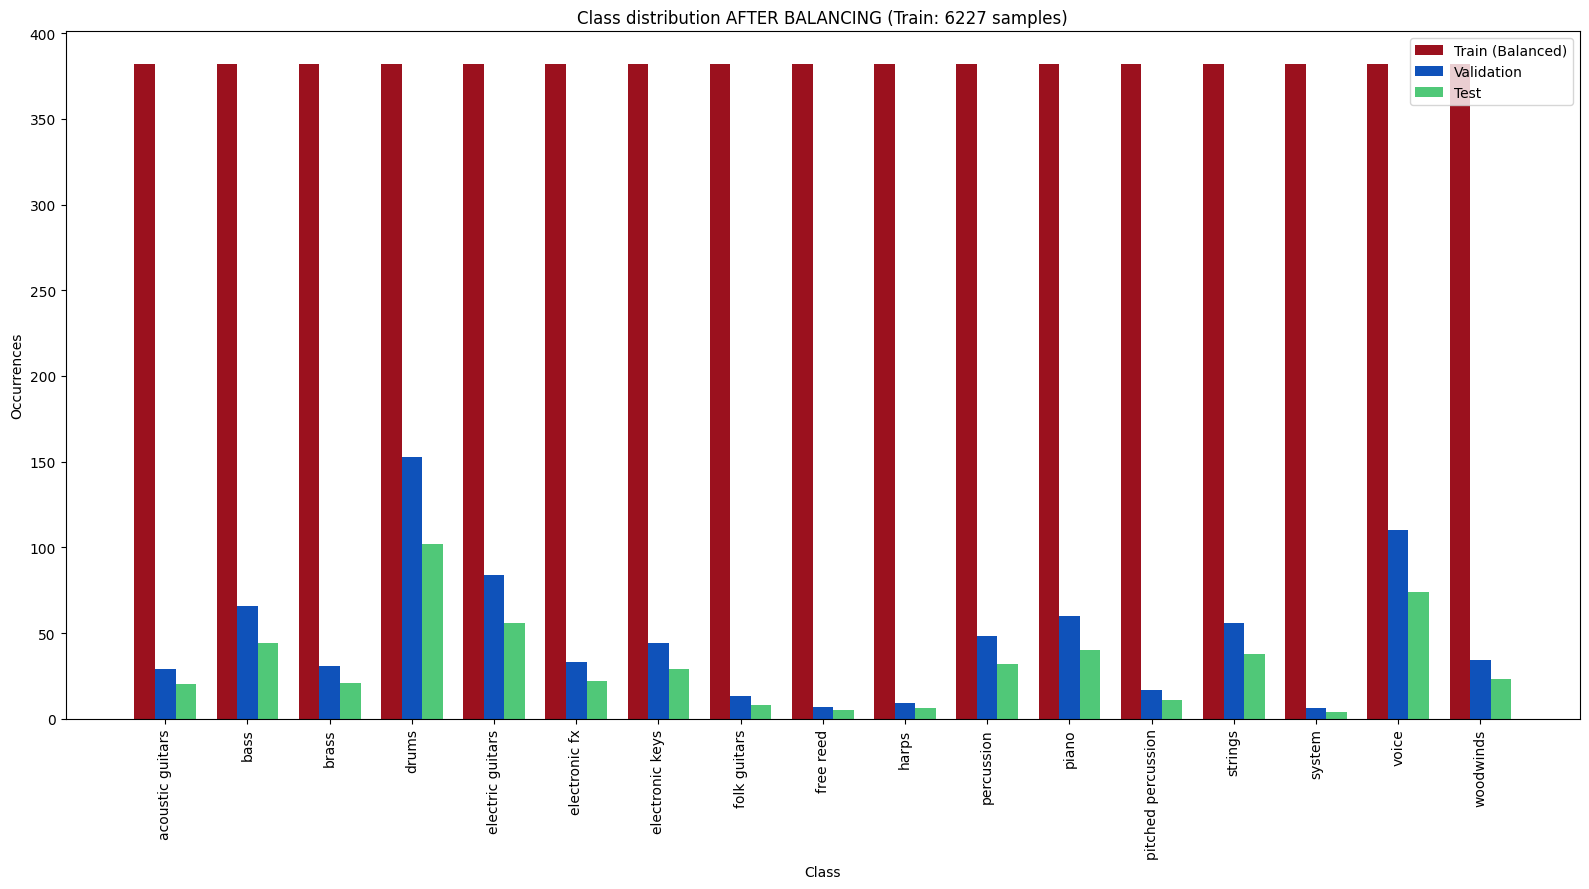 Class distribution AFTER BALANCING (Train: 6227 samples)
Train (Balanced)
Validation
Test
Occurrences
400
350
300
250
200
150
100
50
0
acoustic guitars
bass
brass
drums
electric guitars
electronic fx
electronic keys
folk guitars
free reed
harps
percussion
piano
pitched percussion
strings
system
voice
woodwinds
Class